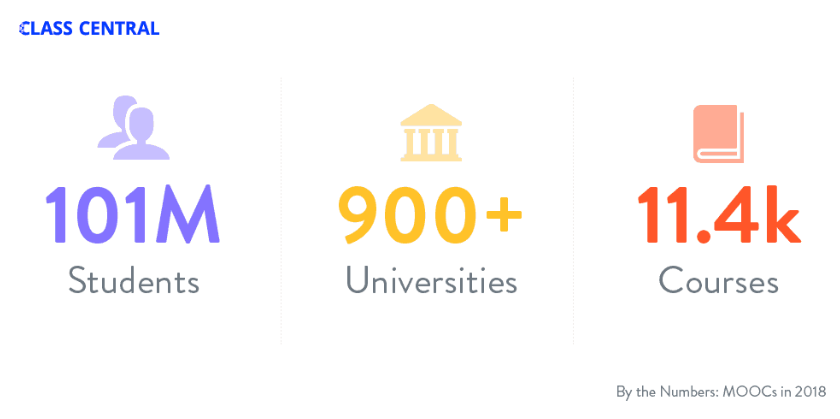 CLASS CENTRAL
101M
Students
900+
Universities
11.4k
Courses
By the Numbers: MOOCs in 2018